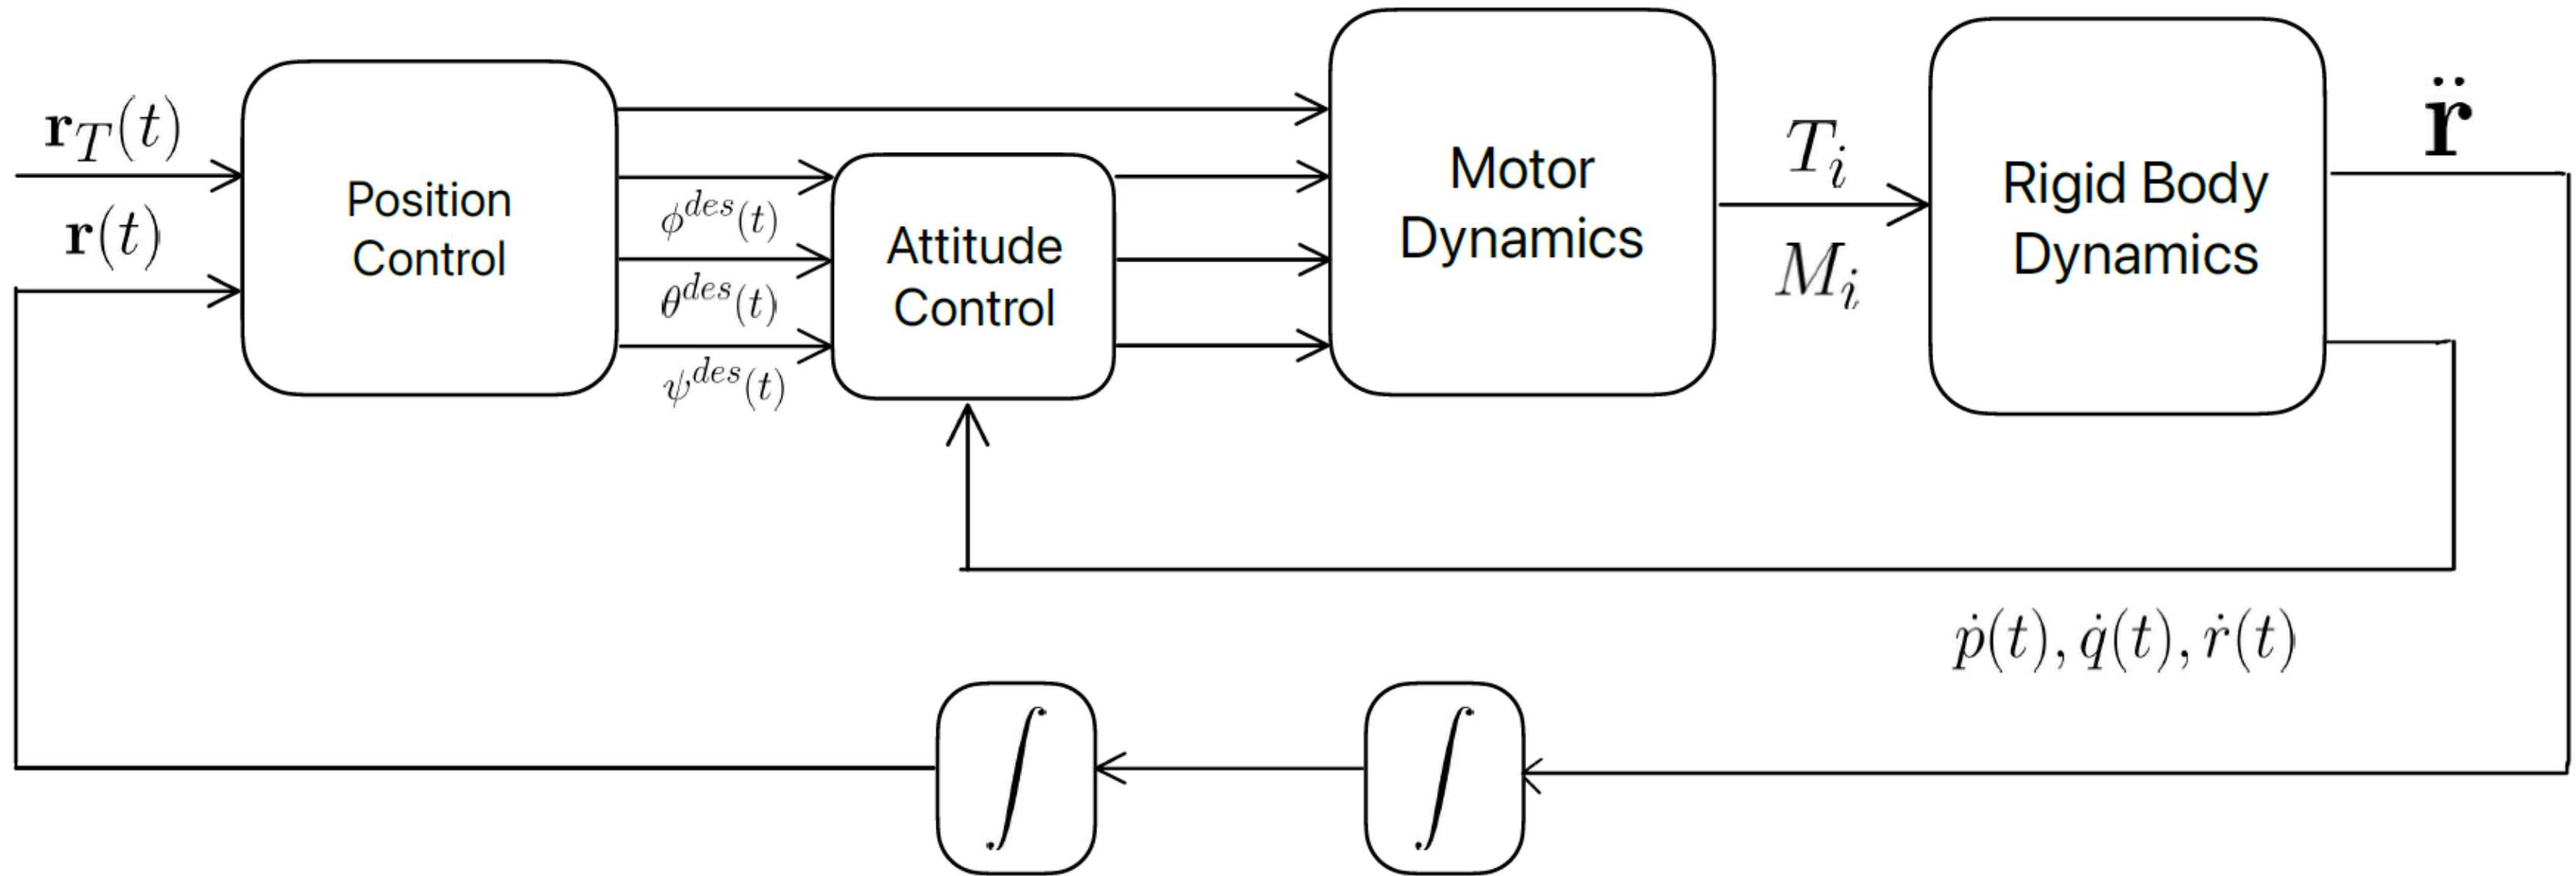 r_T(t)
r(t)
Position
Control
ϕ^{des}(t)
θ^{des}(t)
ψ^{des}(t)
Attitude
Control
Motor
Dynamics
T_i
M_i
Rigid Body
Dynamics
r̈
ṗ(t), q̇(t), ṙ(t)
∫
∫